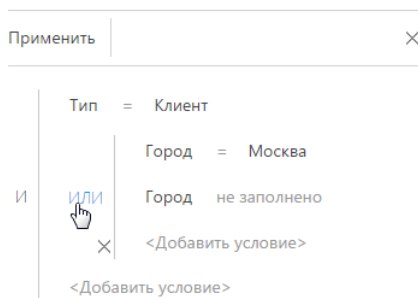 Применить
Тип = Клиент
Город = Москва
И ИЛИ Город не заполнено
<Добавить условие>
<Добавить условие>